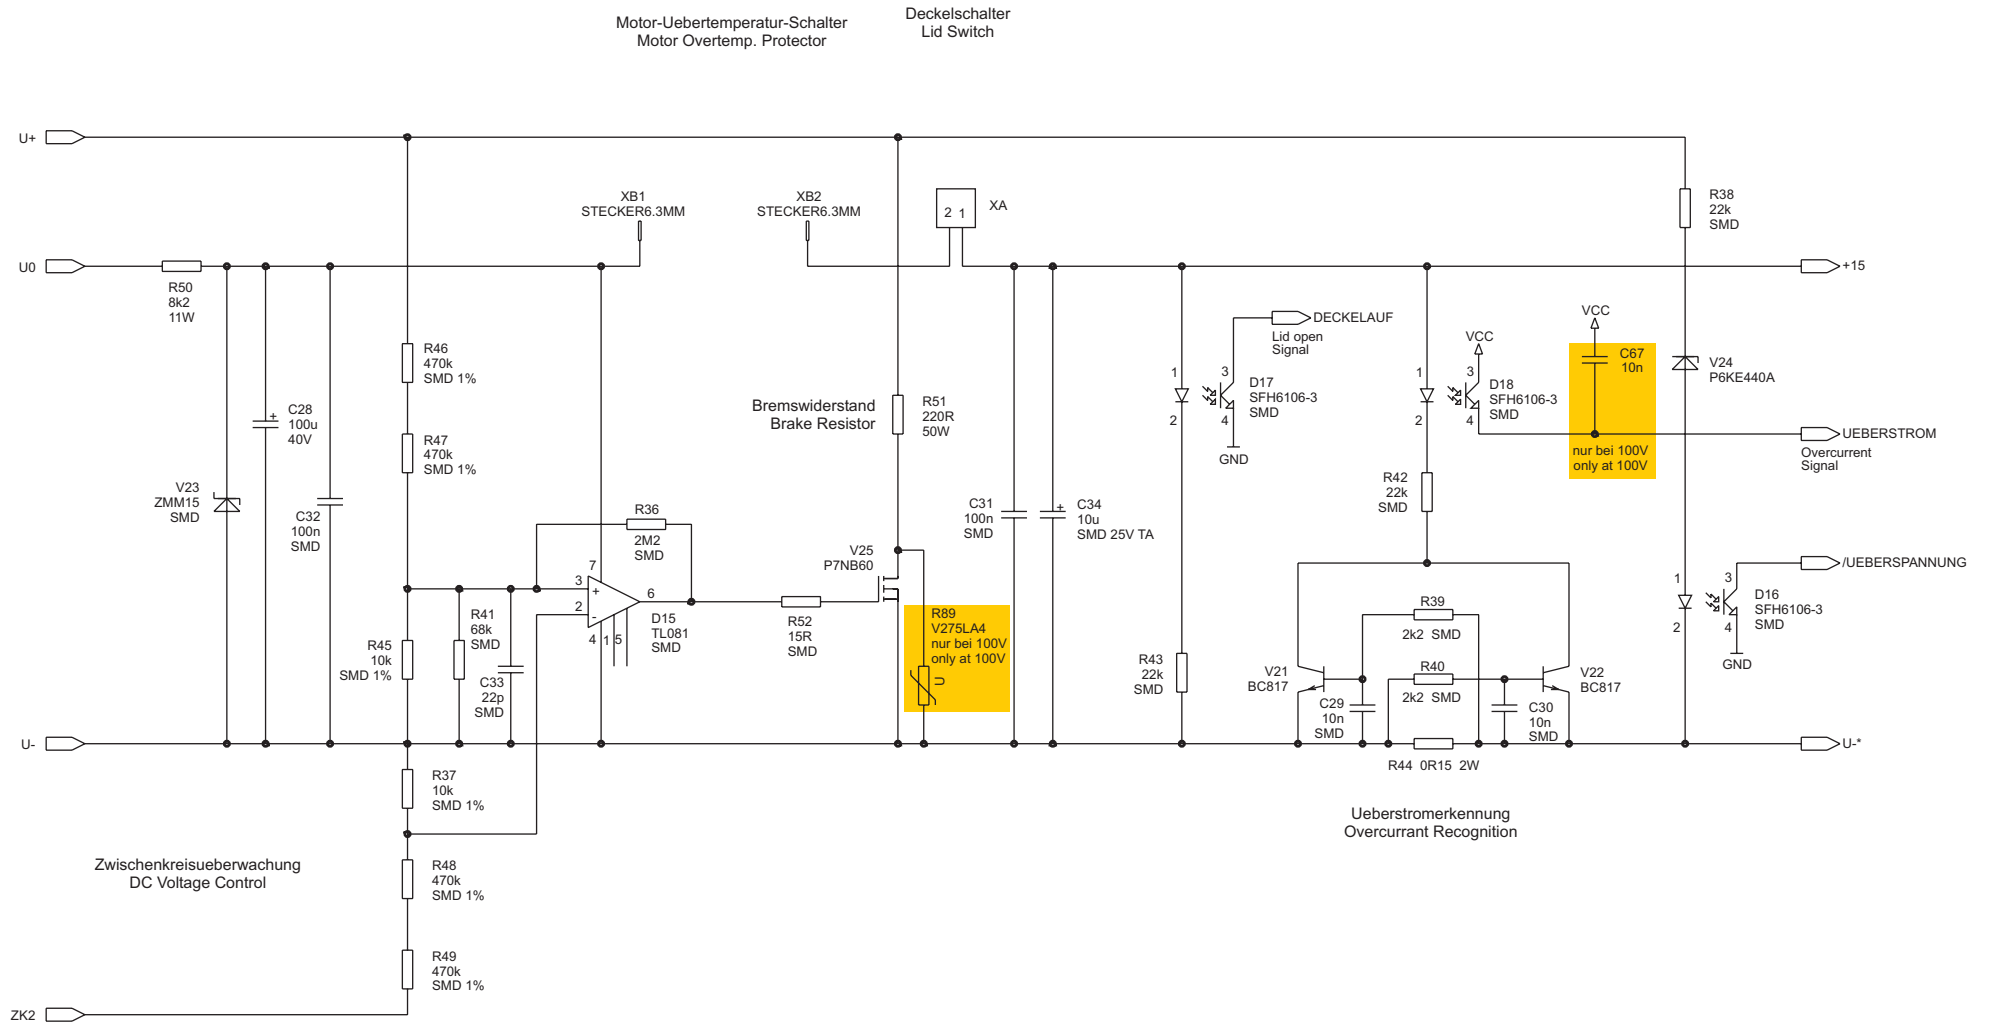 Motor-Uebertemperatur-Schalter
Motor Overtemp. Protector
Deckelschalter
Lid Switch
U+
XB1
STECKER6.3MM
XB2
STECKER6.3MM
2 1
XA
R38
22k
SMD
U0
R50
8k2
11W
+15
VCC
DECKELAUF
Lid open
Signal
VCC
C67
10n
nur bei 100V
only at 100V
V24
P6KE440A
R46
470k
SMD 1%
C28
100u
40V
+
R47
470k
SMD 1%
Bremswiderstand
Brake Resistor
R51
220R
50W
1
2
3
4
D17
SFH6106-3
SMD
GND
1
2
3
4
D18
SFH6106-3
SMD
UEBERSTROM
Overcurrent
Signal
V23
ZMM15
SMD
C32
100n
SMD
R36
2M2
SMD
V25
P7NB60
C31
100n
SMD
+
C34
10u
SMD 25V TA
R42
22k
SMD
/UEBERSPANNUNG
7
3
+
2
-
6
4
1
5
D15
TL081
SMD
R41
68k
SMD
R45
10k
SMD 1%
C33
22p
SMD
R52
15R
SMD
R89
V275LA4
nur bei 100V
only at 100V
U
R43
22k
SMD
R39
2k2 SMD
R40
2k2 SMD
V21
BC817
V22
BC817
C29
10n
SMD
C30
10n
SMD
1
2
3
4
D16
SFH6106-3
SMD
GND
U-
U-*
R44 0R15 2W
R37
10k
SMD 1%
Ueberstromerkennung
Overcurrant Recognition
Zwischenkreisueberwachung
DC Voltage Control
R48
470k
SMD 1%
R49
470k
SMD 1%
ZK2